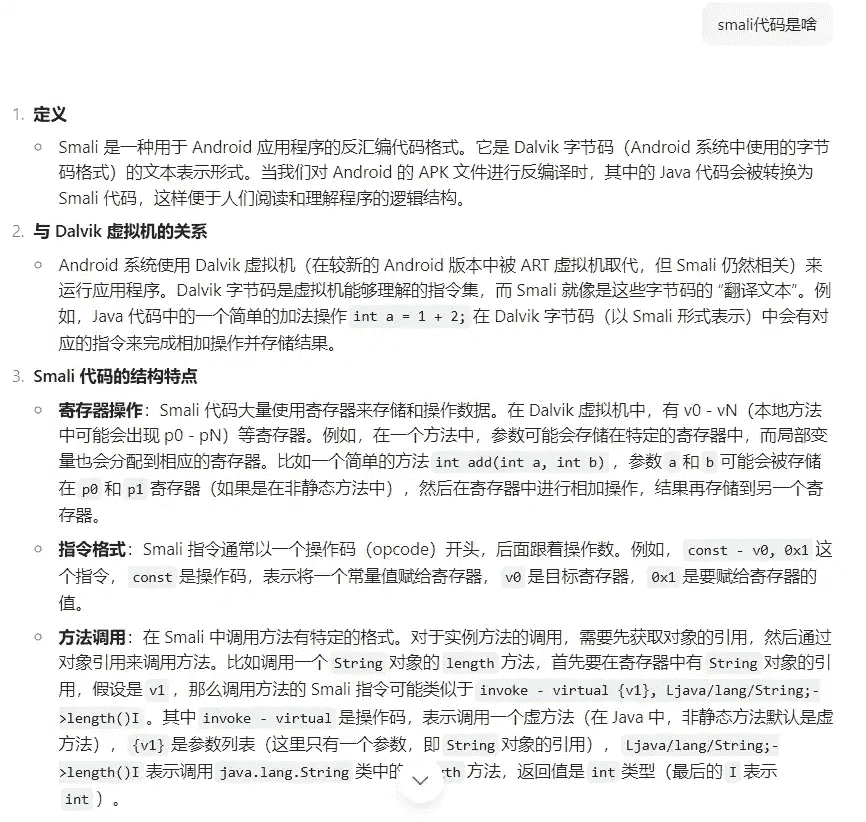 smali代码是啥
1. 定义
Smali 是一种用于 Android 应用程序的反汇编代码格式。它是 Dalvik 字节码（Android 系统中使用的字节
码格式）的文本表示形式。当我们对 Android 的 APK 文件进行反编译时，其中的 Java 代码会被转换为
Smali 代码，这样便于人们阅读和理解程序的逻辑结构。
2. 与 Dalvik 虚拟机的关系
Android 系统使用 Dalvik 虚拟机（在较新的 Android 版本中被 ART 虚拟机取代，但 Smali 仍然相关）来
运行应用程序。Dalvik 字节码是虚拟机能够理解的指令集，而 Smali 就像是这些字节码的 “翻译文本”。例
如，Java 代码中的一个简单的加法操作 int a = 1 + 2; 在 Dalvik 字节码（以 Smali 形式表示）中会有对
应的指令来完成相加操作并存储结果。
3. Smali 代码的结构特点
寄存器操作：Smali 代码大量使用寄存器来存储和操作数据。在 Dalvik 虚拟机中，有 v0 - vN（本地方法
中可能会出现 p0 - pN）等寄存器。例如，在一个方法中，参数可能会存储在特定的寄存器中，而局部变
量也会分配到相应的寄存器。比如一个简单的方法 int add(int a, int b) ，参数 a 和 b 可能会被存储
在 p0 和 p1 寄存器（如果是在非静态方法中），然后在寄存器中进行相加操作，结果再存储到另一个寄
存器。
指令格式：Smali 指令通常以一个操作码（opcode）开头，后面跟着操作数。例如， const - v0, 0x1 这
个指令， const 是操作码，表示将一个常量值赋给寄存器， v0 是目标寄存器， 0x1 是要赋给寄存器的
值。
方法调用：在 Smali 中调用方法有特定的格式。对于实例方法的调用，需要先获取对象的引用，然后通过
对象引用来调用方法。比如调用一个 String 对象的 length 方法，首先要在寄存器中有 String 对象的引
用，假设是 v1 ，那么调用方法的 Smali 指令可能类似于 invoke - virtual {v1}, Ljava/lang/String;-
>length()I 。其中 invoke - virtual 是操作码，表示调用一个虚方法（在 Java 中，非静态方法默认是虚
方法）， {v1} 是参数列表（这里只有一个参数，即 String 对象的引用）， Ljava/lang/String;-
>length()I 表示调用 java.lang.String 类中的 th 方法，返回值是 int 类型（最后的 I 表示
int ）。